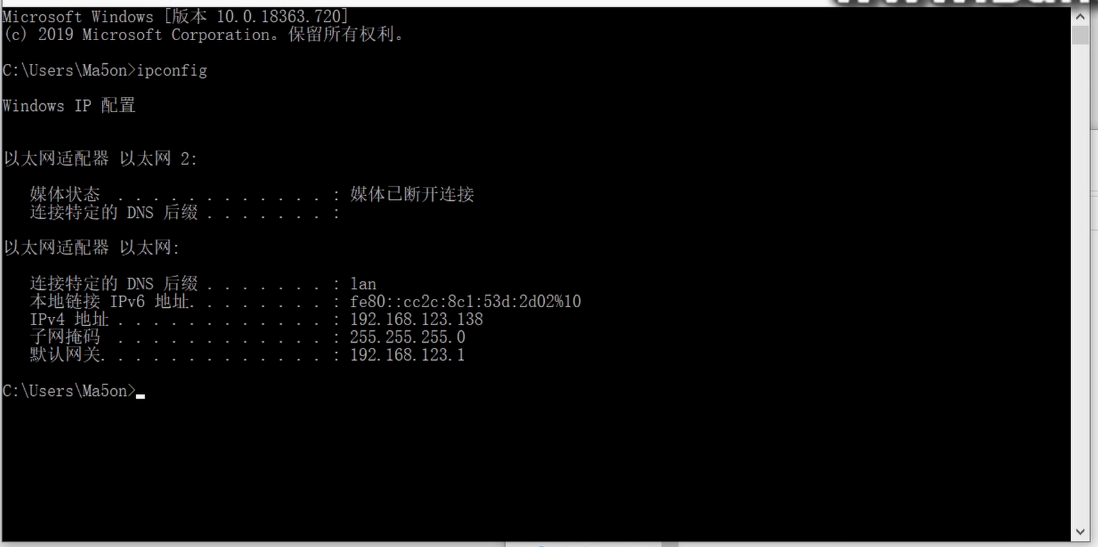 Microsoft Windows [版本 10.0.18363.720]
(c) 2019 Microsoft Corporation。保留所有权利。
C:\Users\Ma5on>ipconfig
Windows IP 配置
以太网适配器 以太网 2:
媒体状态 . . . . . . . . . . . . : 媒体已断开连接
连接特定的 DNS 后缀 . . . . . . . :
以太网适配器 以太网:
连接特定的 DNS 后缀 . . . . . . . : lan
本地链接 IPv6 地址. . . . . . . . : fe80::cc2c:8c1:53d:2d02%10
IPv4 地址 . . . . . . . . . . . . : 192.168.123.138
子网掩码 . . . . . . . . . . . . : 255.255.255.0
默认网关. . . . . . . . . . . . . : 192.168.123.1
C:\Users\Ma5on>